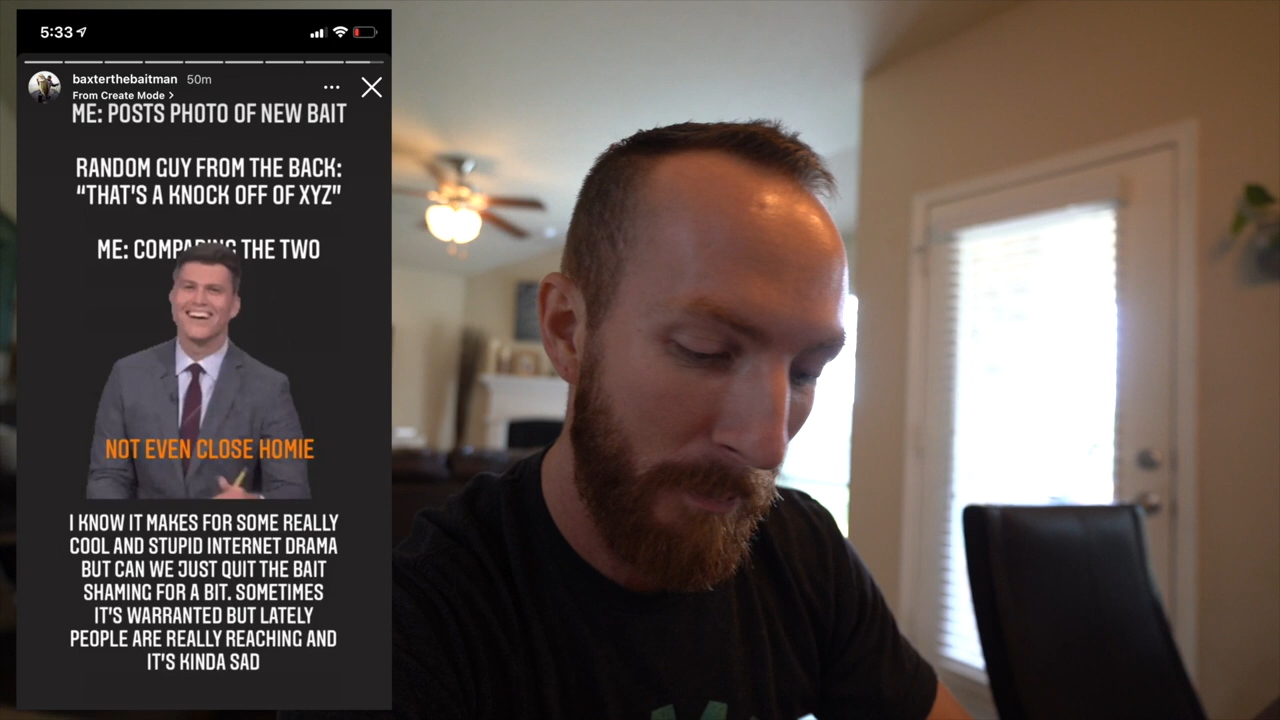 5:33
baxterthebaitman 50m
From Create Mode >
ME: POSTS PHOTO OF NEW BAIT
RANDOM GUY FROM THE BACK:
“THAT'S A KNOCK OFF OF XYZ”
ME: COMPARING THE TWO
NOT EVEN CLOSE HOMIE
I KNOW IT MAKES FOR SOME REALLY
COOL AND STUPID INTERNET DRAMA
BUT CAN WE JUST QUIT THE BAIT
SHAMING FOR A BIT. SOMETIMES
IT'S WARRANTED BUT LATELY
PEOPLE ARE REALLY REACHING AND
IT'S KINDA SAD